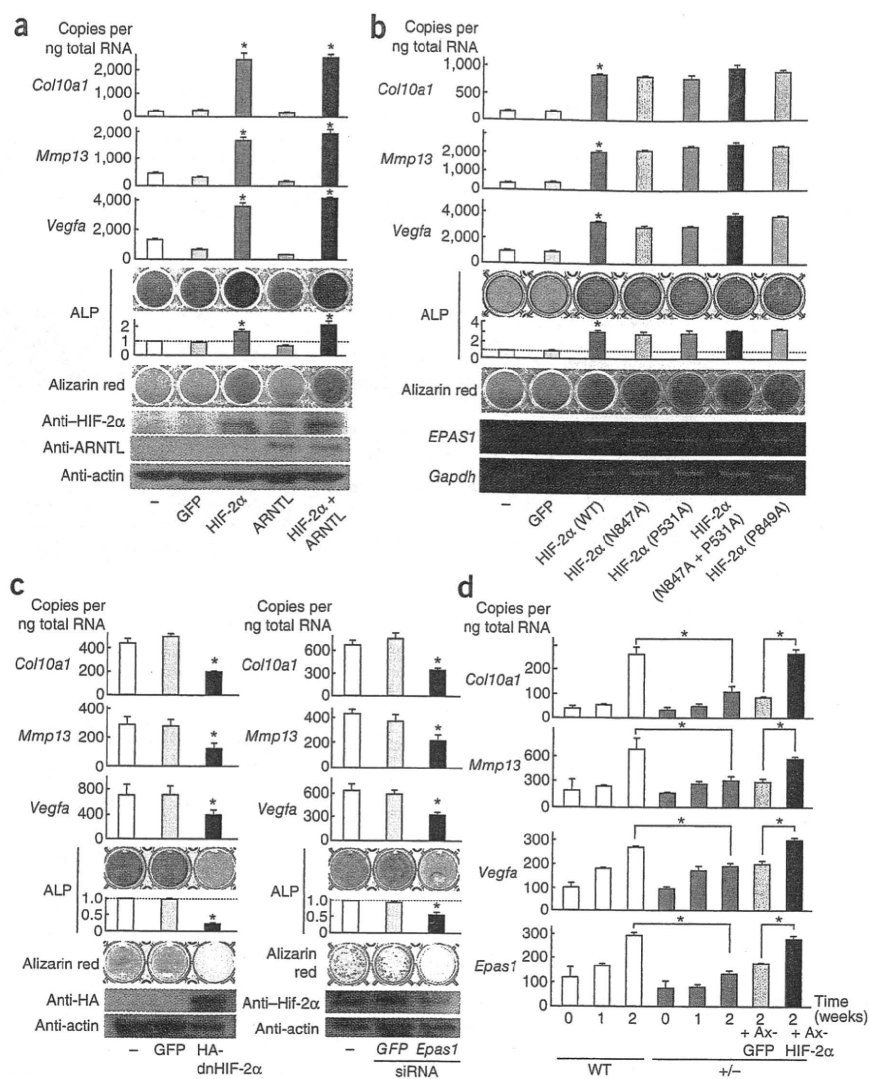 a
Copies per
ng total RNA
Col10a1
2,000
1,000
0
*
*
Mmp13
2,000
1,000
0
*
*
Vegfa
4,000
2,000
0
*
*
ALP
2
1
0
*
*
Alizarin red
Anti–HIF-2α
Anti-ARNTL
Anti-actin
–
GFP
HIF-2α
ARNTL
HIF-2α +
ARNTL
b
Copies per
ng total RNA
Col10a1
1,000
500
0
*
Mmp13
2,000
1,000
0
*
Vegfa
4,000
2,000
0
*
ALP
4
2
0
*
Alizarin red
EPAS1
Gapdh
–
GFP
HIF-2α (WT)
HIF-2α (N847A)
HIF-2α (P531A)
HIF-2α
(N847A + P531A)
HIF-2α (P849A)
c
Copies per
ng total RNA
Col10a1
400
200
0
*
Mmp13
400
200
0
*
Vegfa
800
400
0
*
ALP
1.0
0.5
0
*
Alizarin red
Anti-HA
Anti-actin
–
GFP
HA-
dnHIF-2α
Copies per
ng total RNA
Col10a1
600
300
0
*
Mmp13
400
200
0
*
Vegfa
600
300
0
*
ALP
1.0
0.5
0
*
Alizarin
red
Anti–Hif-2α
Anti-actin
–
GFP Epas1
siRNA
d
Copies per
ng total RNA
Col10a1
200
100
0
*
*
Mmp13
600
300
0
*
*
Vegfa
300
200
100
0
*
*
Epas1
300
200
100
0
*
*
0 1 2 0 1 2 2 2
Time
(weeks)
+ Ax-
GFP
+ Ax-
HIF-2α
WT
+/–